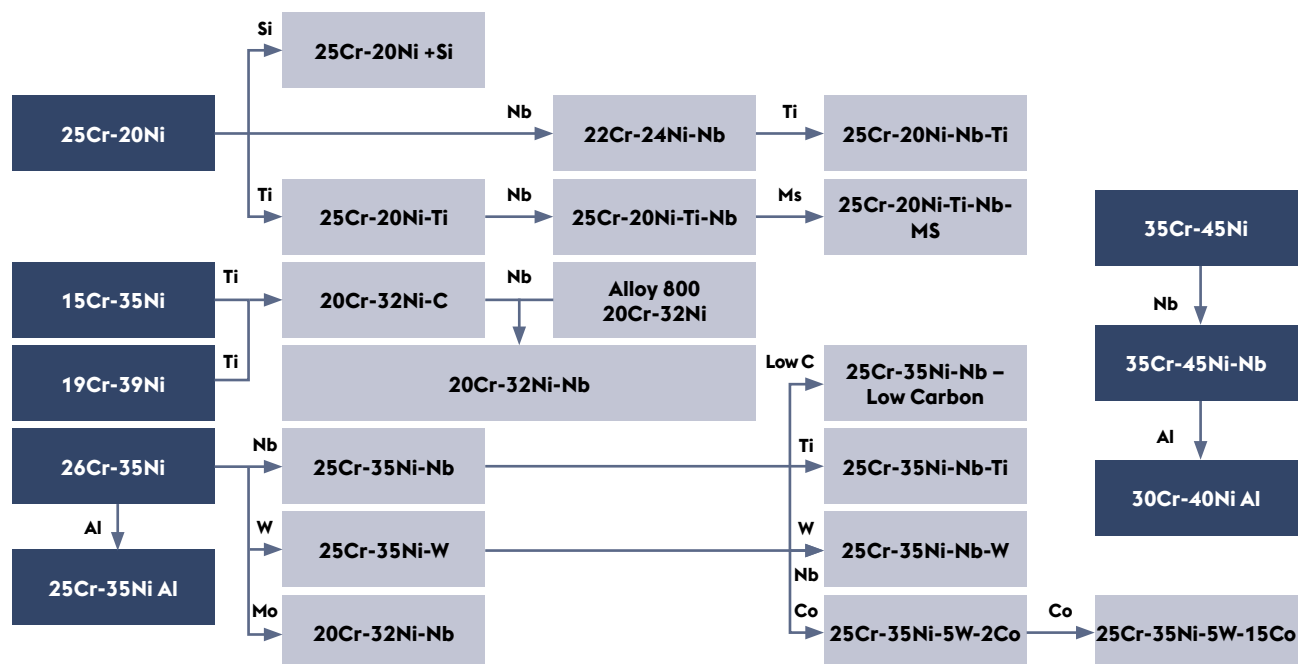 Si
25Cr-20Ni +Si
25Cr-20Ni
Nb
22Cr-24Ni-Nb
Ti
25Cr-20Ni-Nb-Ti
Ti
25Cr-20Ni-Ti
Nb
25Cr-20Ni-Ti-Nb
Ms
25Cr-20Ni-Ti-Nb-
MS
35Cr-45Ni
15Cr-35Ni
Ti
20Cr-32Ni-C
Nb
Alloy 800
20Cr-32Ni
Nb
19Cr-39Ni
Ti
20Cr-32Ni-Nb
Low C
25Cr-35Ni-Nb –
Low Carbon
35Cr-45Ni-Nb
26Cr-35Ni
Nb
25Cr-35Ni-Nb
Ti
25Cr-35Ni-Nb-Ti
Al
30Cr-40Ni Al
Al
W
25Cr-35Ni-W
W
25Cr-35Ni-Nb-W
Nb
25Cr-35Ni Al
Mo
20Cr-32Ni-Nb
Co
25Cr-35Ni-5W-2Co
Co
25Cr-35Ni-5W-15Co